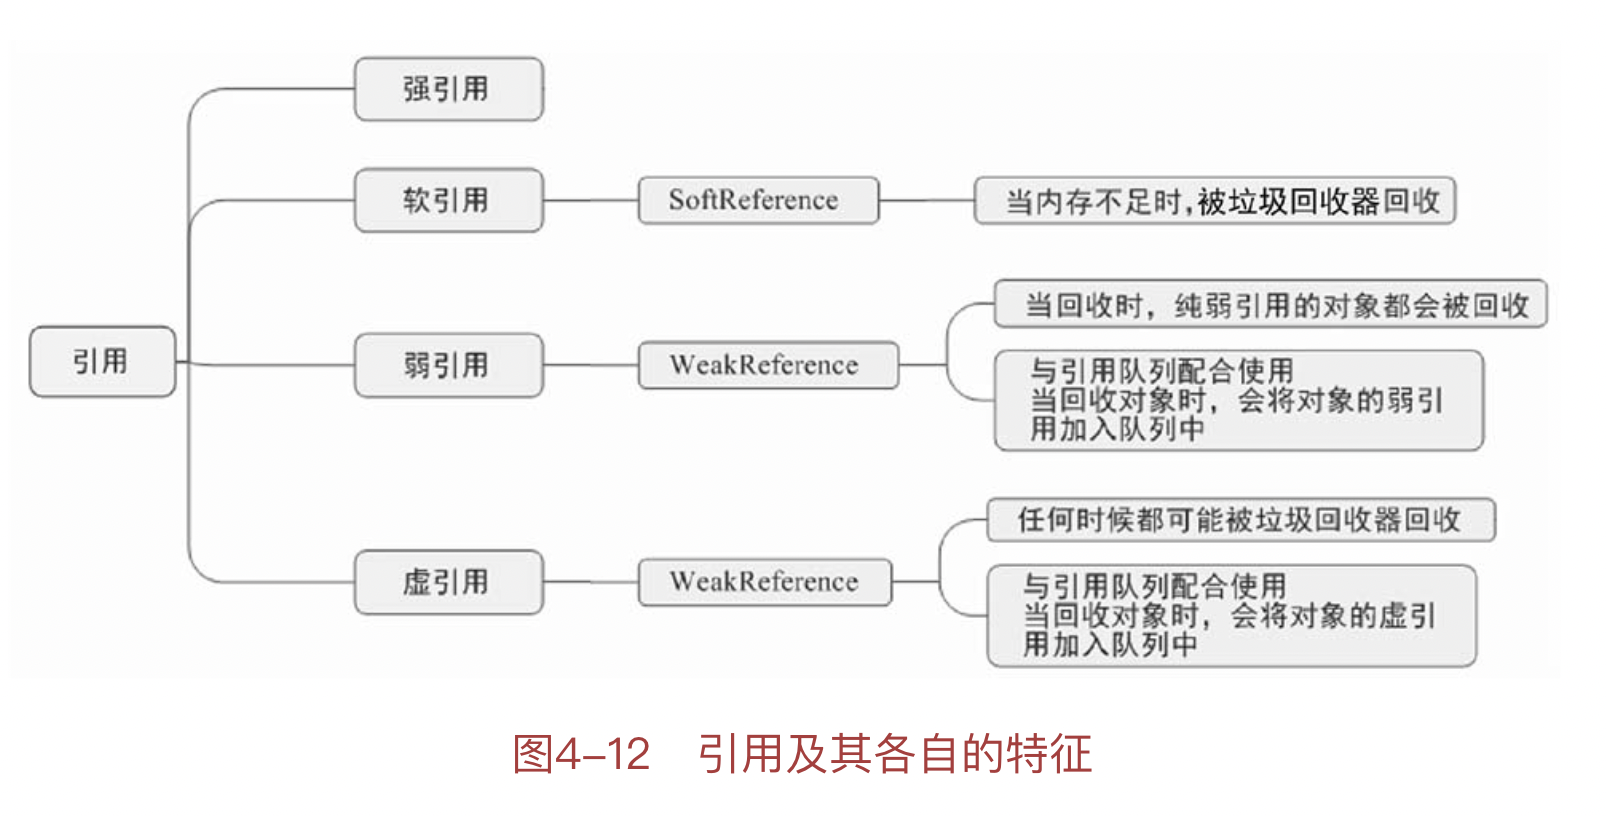 引用
强引用
软引用
SoftReference
当内存不足时,被垃圾回收器回收
弱引用
WeakReference
当回收时，纯弱引用的对象都会被回收
与引用队列配合使用
当回收对象时，会将对象的弱引
用加入队列中
虚引用
WeakReference
任何时候都可能被垃圾回收器回收
与引用队列配合使用
当回收对象时，会将对象的虚引
用加入队列中
图4-12 引用及其各自的特征